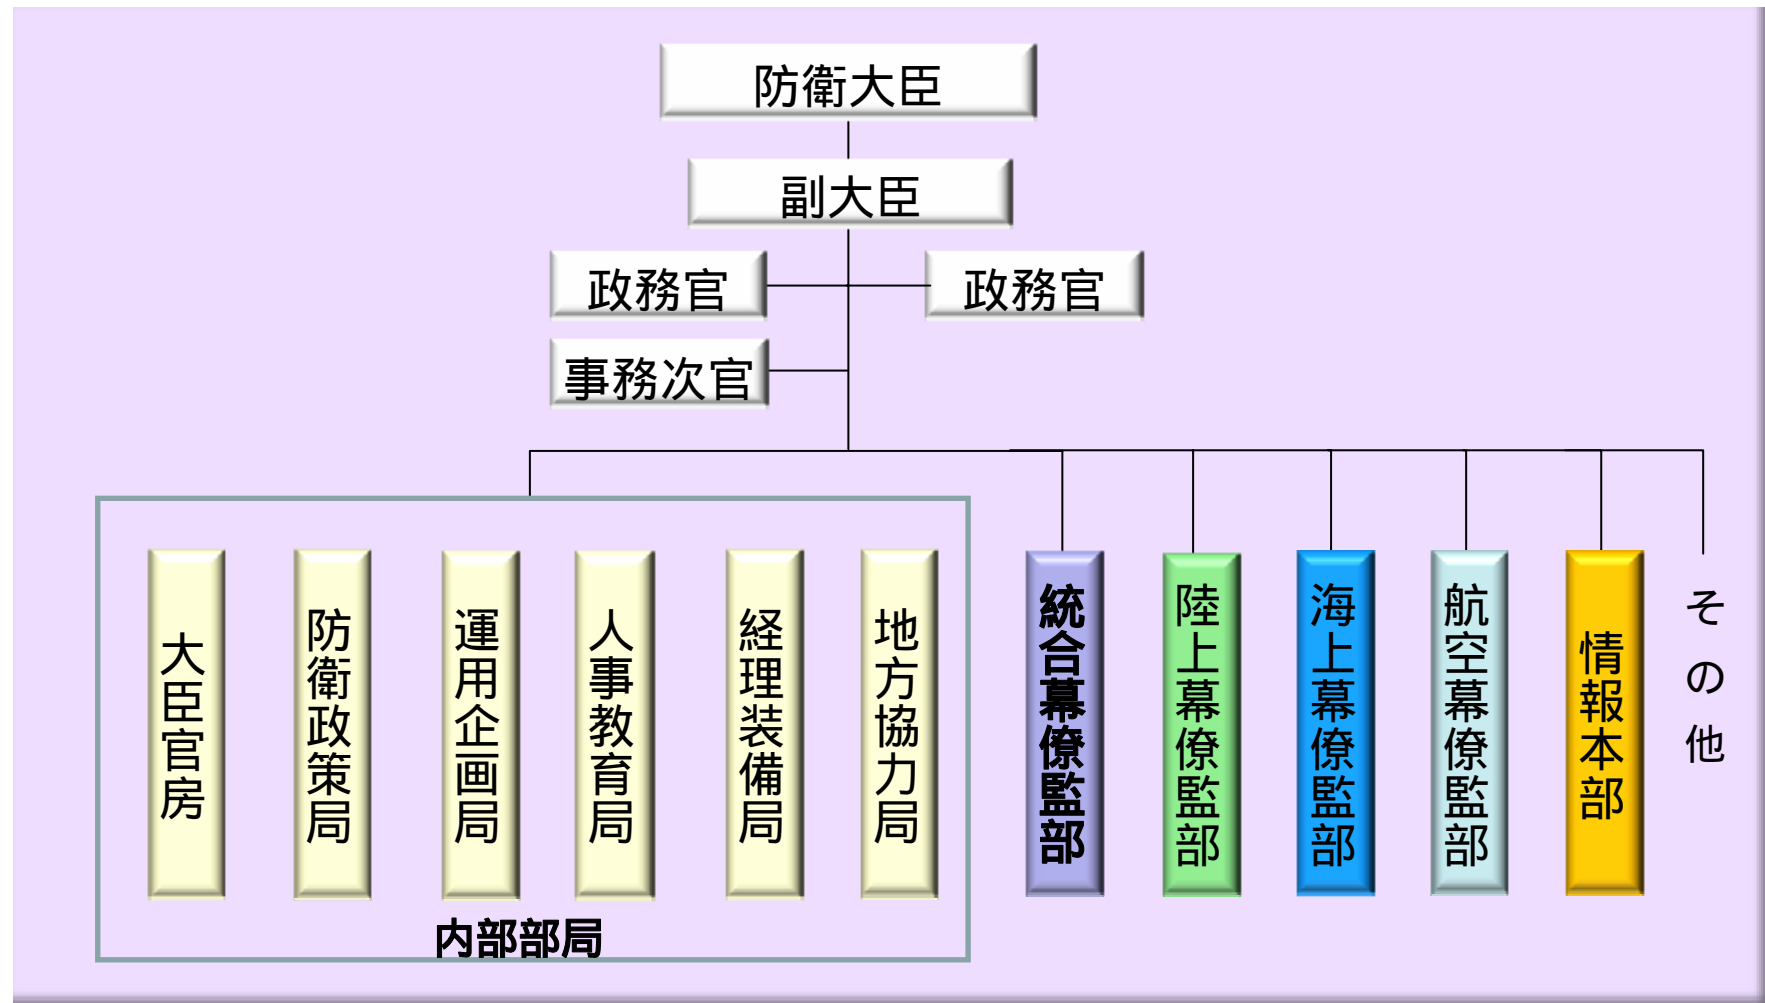 防衛大臣
副大臣
政務官
政務官
事務次官
大臣官房
防衛政策局
運用企画局
人事教育局
経理装備局
地方協力局
内部部局
統合幕僚監部
陸上幕僚監部
海上幕僚監部
航空幕僚監部
情報本部
その他